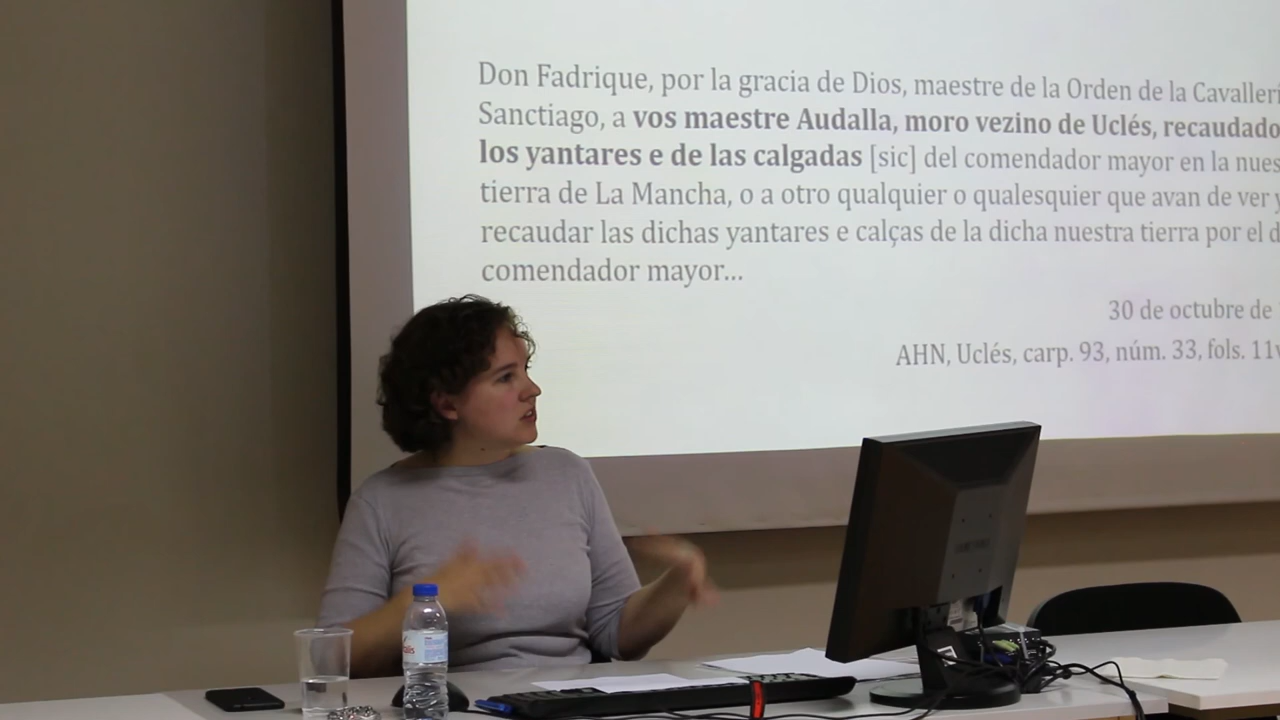 Don Fadrique, por la gracia de Dios, maestre de la Orden de la Cavalleri
Sanctiago, a vos maestre Audalla, moro vezino de Uclés, recaudado
los yantares e de las calgadas [sic] del comendador mayor en la nues
tierra de La Mancha, o a otro qualquier o qualesquier que avan de ver y
recaudar las dichas yantares e calças de la dicha nuestra tierra por el d
comendador mayor...
30 de octubre de
AHN, Uclés, carp. 93, núm. 33, fols. 11v